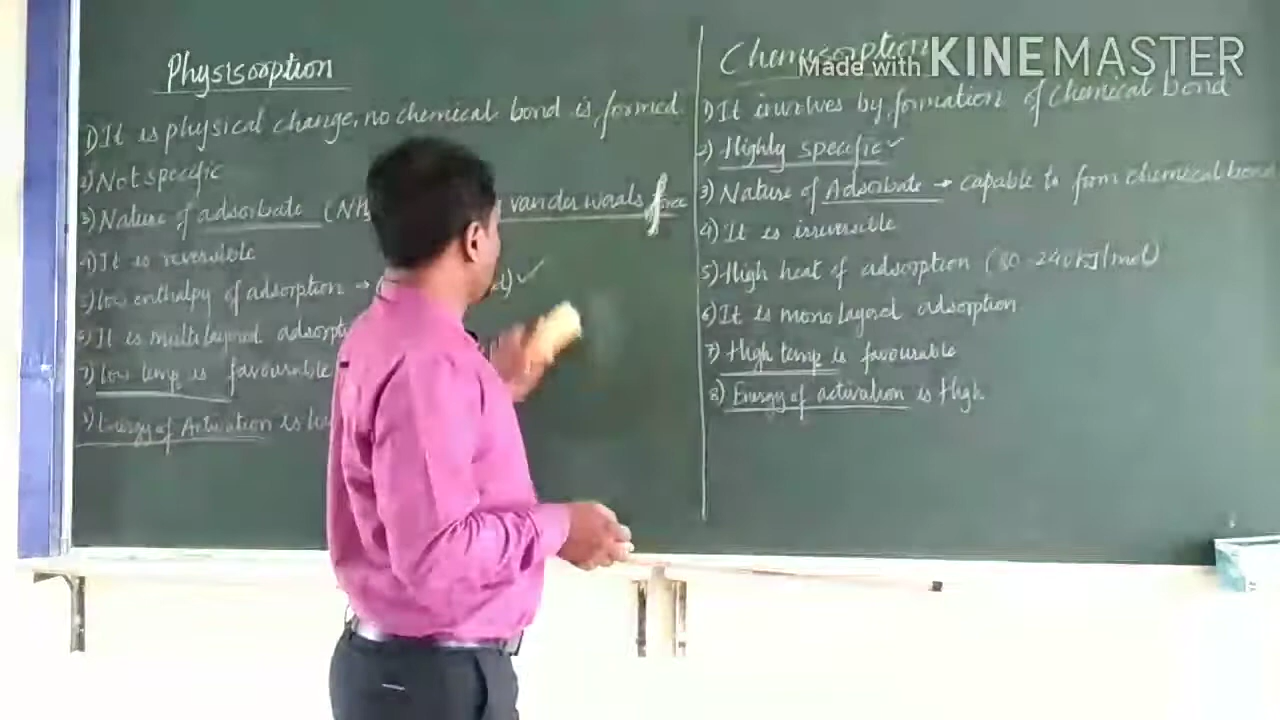 Physisorption
1) It is physical change, no chemical bond is formed.
2) Not specific
3) Nature of adsorbate (NH vander waals force
4) It is reversible
5) low enthalpy of adsorption →
6) It is multilayered adsorpt
7) low temp is favourable
8) Energy of Activation is low
Chemisorption
Made with KINEMASTER
1) It involves by formation of chemical bond
2) Highly specific ✓
3) Nature of Adsorbate → capable to form chemical bond
4) It is irreversible
5) High heat of adsorption (80-240kJ/mol)
6) It is monolayered adsorption
7) High temp is favourable
8) Energy of activation is High